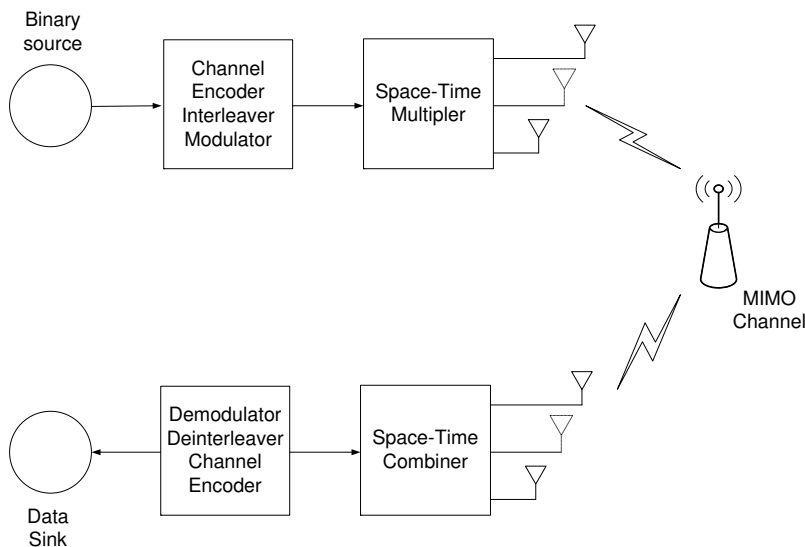 Binary
source
Channel
Encoder
Interleaver
Modulator
Space-Time
Multipler
MIMO
Channel
Demodulator
Deinterleaver
Channel
Encoder
Space-Time
Combiner
Data
Sink